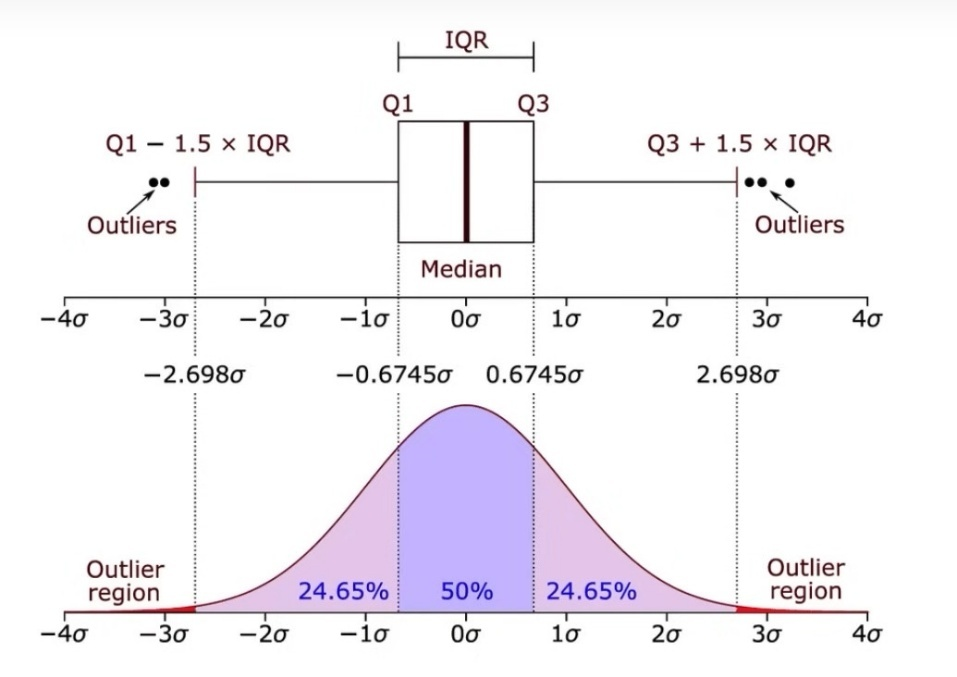 IQR
Q1 Q3
Q1 − 1.5 × IQR Q3 + 1.5 × IQR
Outliers Outliers
Median
−4σ −3σ −2σ −1σ 0σ 1σ 2σ 3σ 4σ
−2.698σ −0.6745σ 0.6745σ 2.698σ
Outlier
region
Outlier
region
24.65% 50% 24.65%
−4σ −3σ −2σ −1σ 0σ 1σ 2σ 3σ 4σ